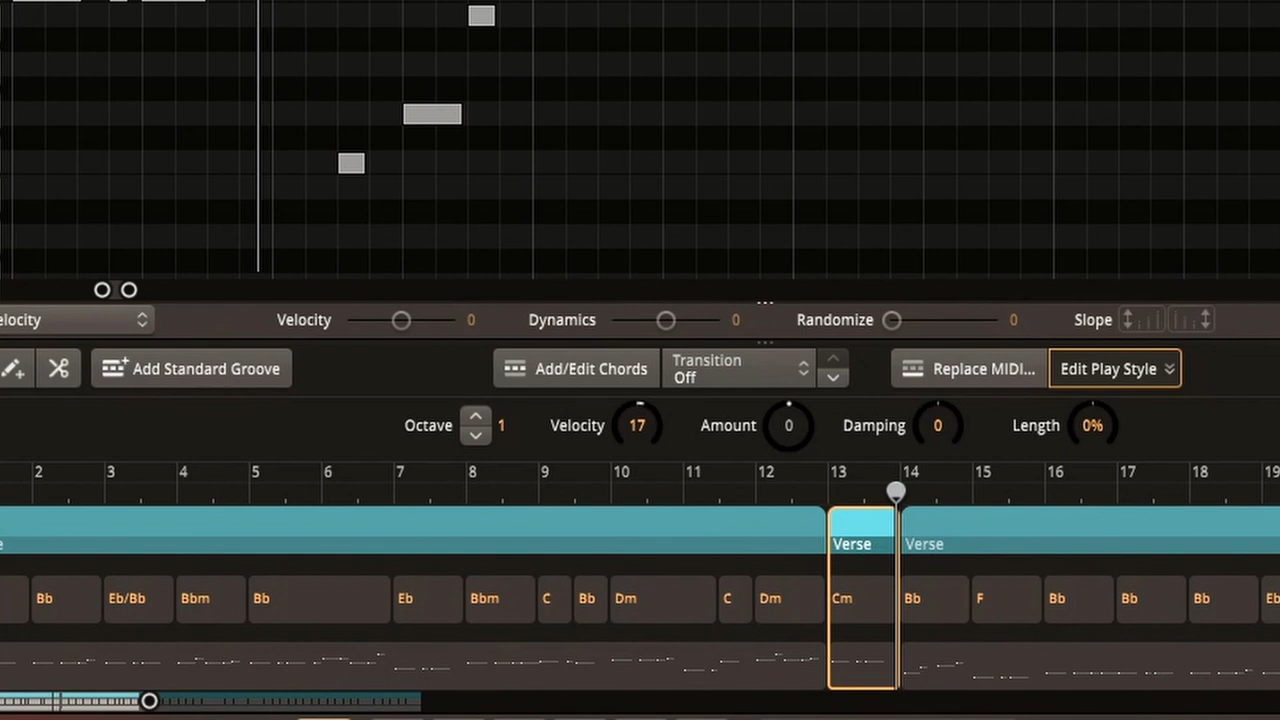 elocity Velocity 0 Dynamics 0 Randomize 0 Slope
Add Standard Groove Add/Edit Chords Transition Off Replace MIDI... Edit Play Style
Octave 1 Velocity 17 Amount 0 Damping 0 Length 0%
2 3 4 5 6 7 8 9 10 11 12 13 14 15 16 17 18 19
e Verse Verse
Bb Eb/Bb Bbm Bb Eb Bbm C Bb Dm C Dm Cm Bb F Bb Bb Bb Eb